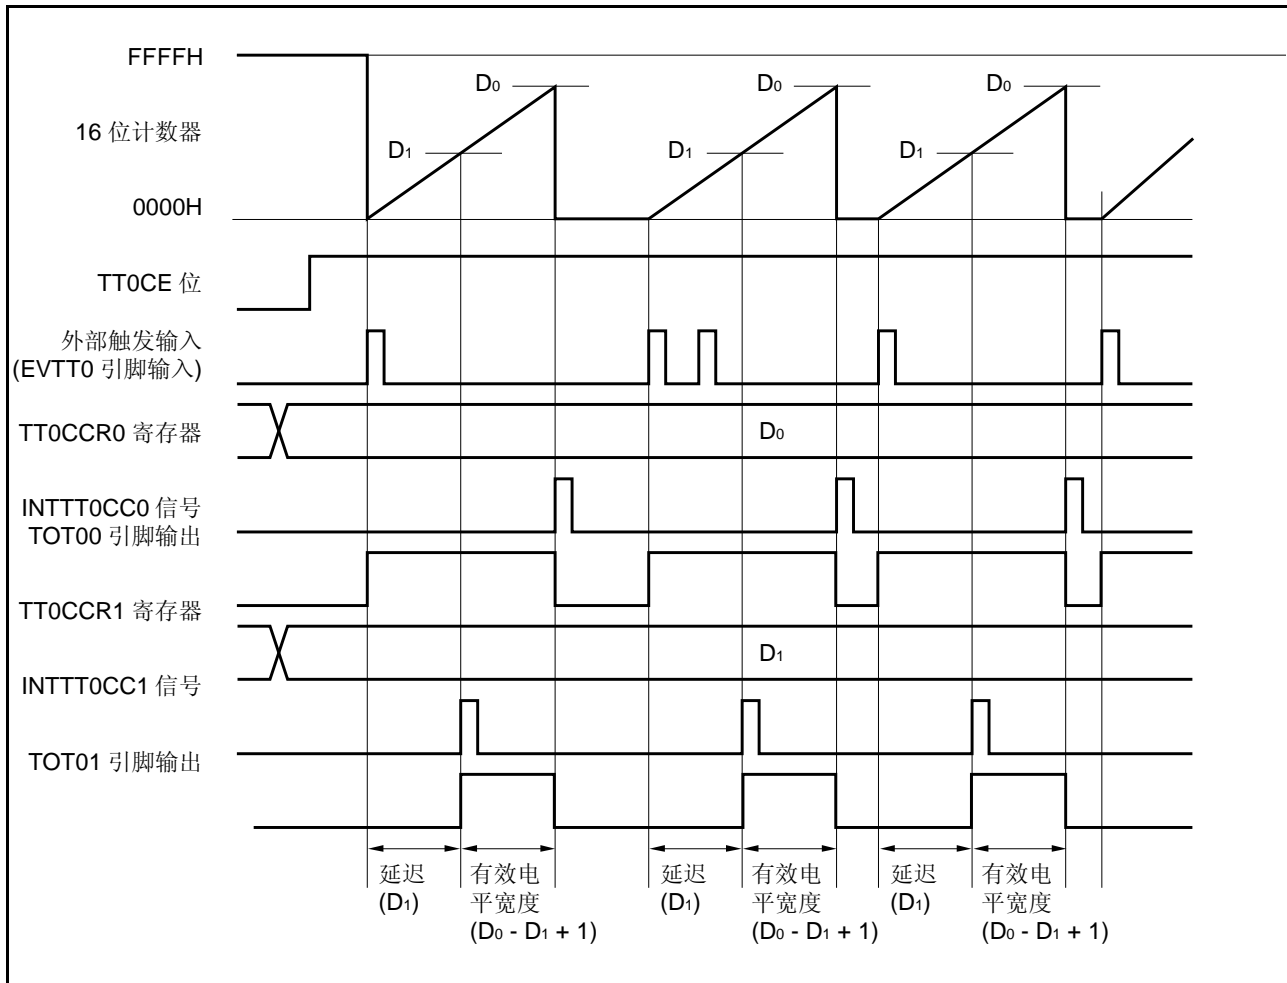 FFFFH
D0
D0
D0
16 位计数器
D1
D1
D1
0000H
TT0CE 位
外部触发输入
(EVTT0 引脚输入)
TT0CCR0 寄存器
D0
INTTT0CC0 信号
TOT00 引脚输出
TT0CCR1 寄存器
D1
INTTT0CC1 信号
TOT01 引脚输出
延迟
(D1)
有效电
平宽度
(D0 - D1 + 1)
延迟
(D1)
有效电
平宽度
(D0 - D1 + 1)
延迟
(D1)
有效电
平宽度
(D0 - D1 + 1)